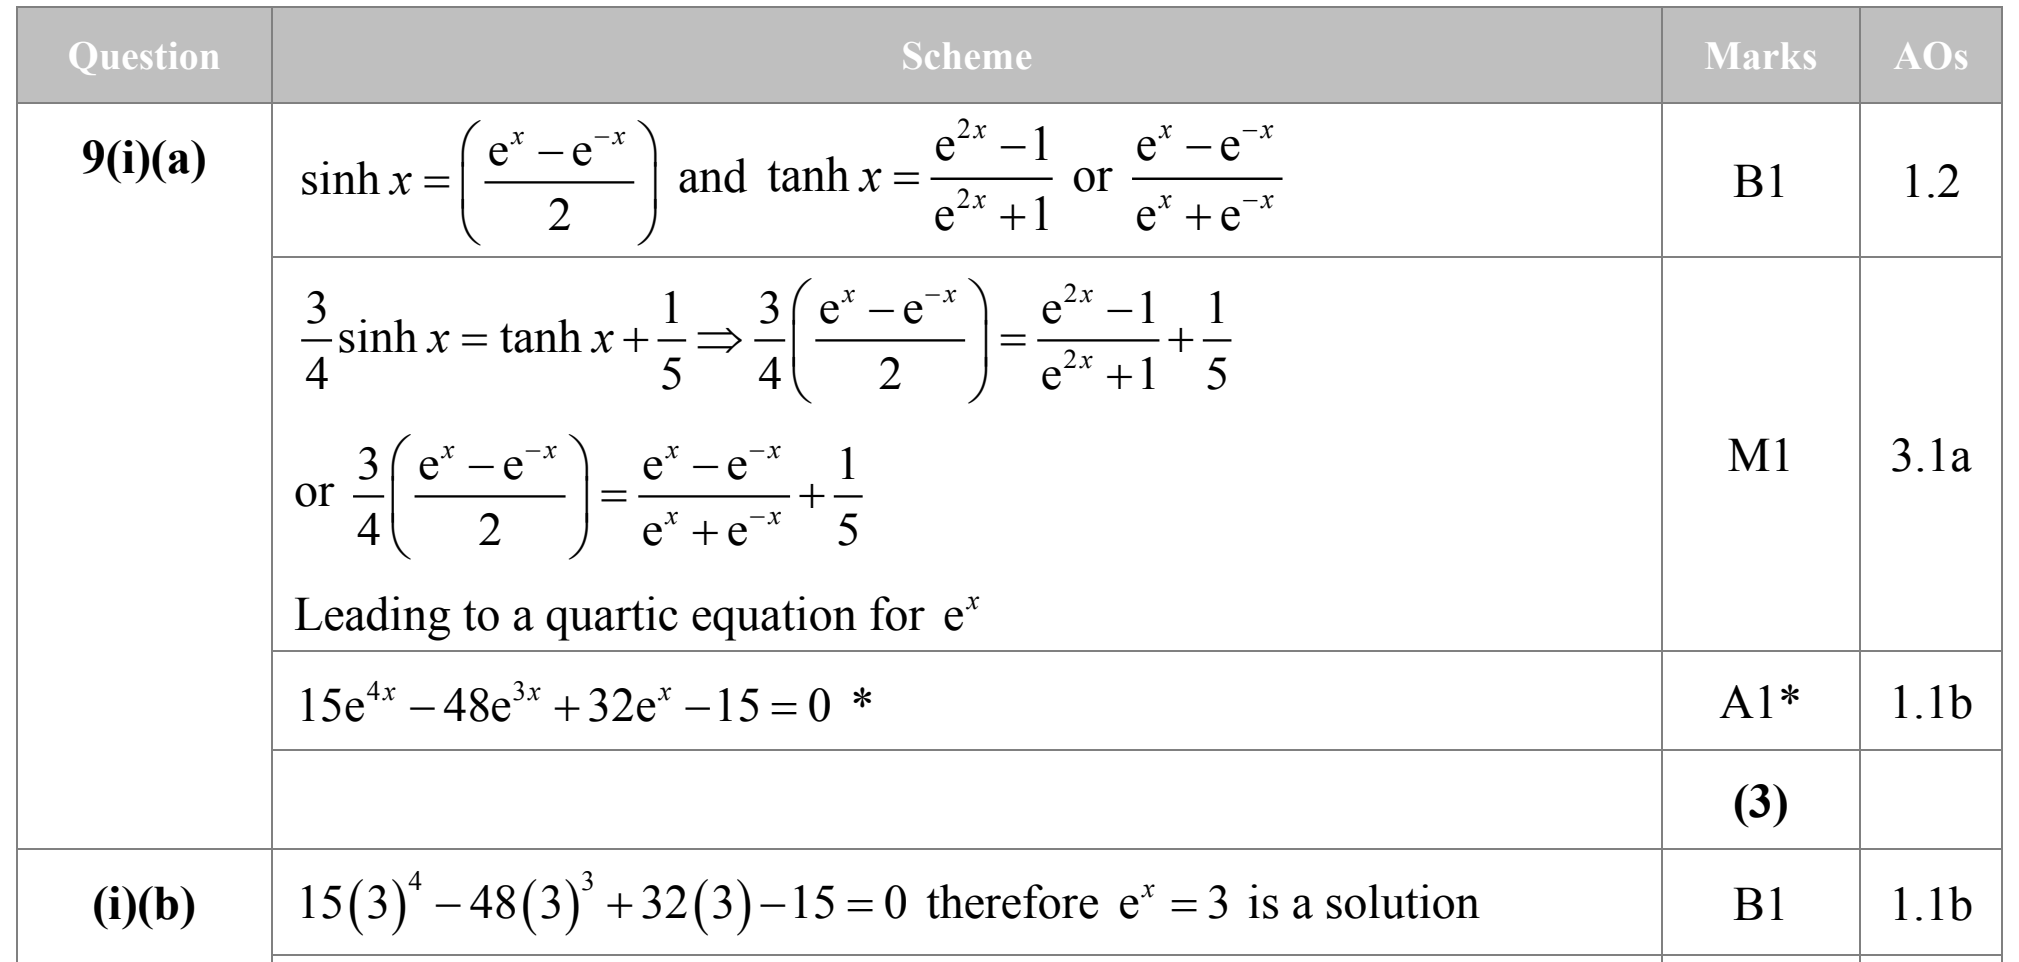 Question Scheme Marks AOs
9(i)(a) sinh x = ((e^x − e^{−x})/2) and tanh x = (e^{2x} − 1)/(e^{2x} + 1) or (e^x − e^{−x})/(e^x + e^{−x}) B1 1.2
3/4 sinh x = tanh x + 1/5 ⇒ 3/4((e^x − e^{−x})/2) = (e^{2x} − 1)/(e^{2x} + 1) + 1/5
or 3/4((e^x − e^{−x})/2) = (e^x − e^{−x})/(e^x + e^{−x}) + 1/5 M1 3.1a
Leading to a quartic equation for e^x
15e^{4x} − 48e^{3x} + 32e^x − 15 = 0 * A1* 1.1b
(3)
(i)(b) 15(3)^4 − 48(3)^3 + 32(3) − 15 = 0 therefore e^x = 3 is a solution B1 1.1b